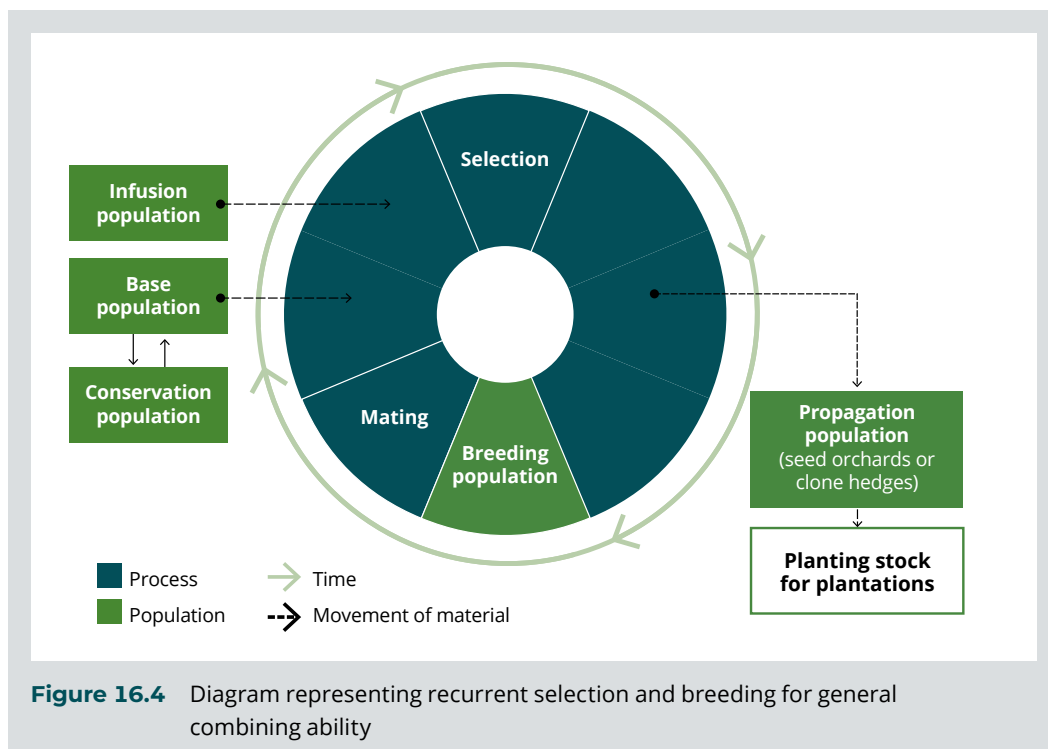 Selection
Infusion
population
Base
population
Conservation
population
Mating
Breeding
population
Propagation
population
(seed orchards or
clone hedges)
Planting stock
for plantations
Process
Time
Population
Movement of material
Figure 16.4 Diagram representing recurrent selection and breeding for general
combining ability